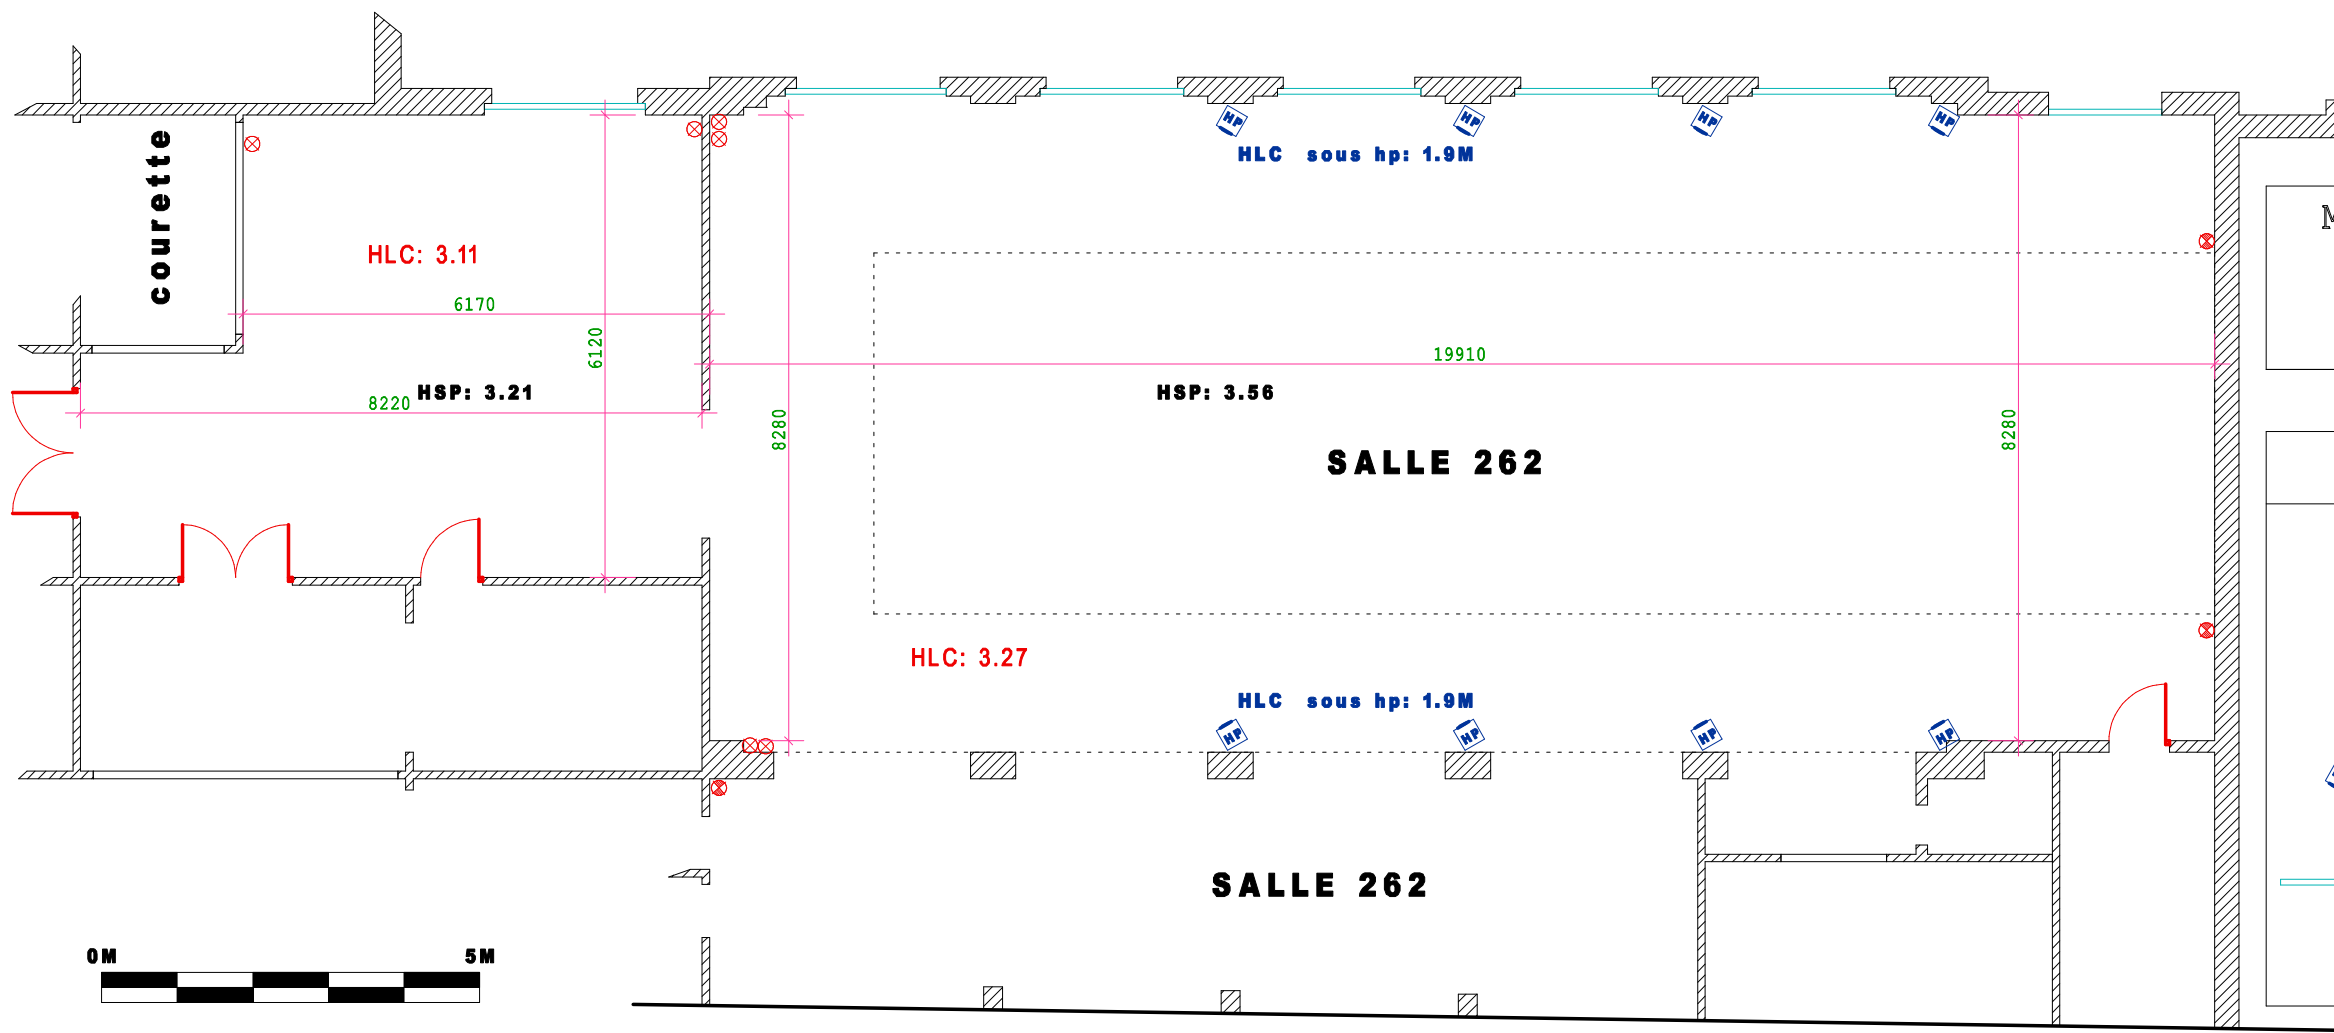 HP
HP
HP
HP
HLC sous hp: 1.9M
courette
HLC: 3.11
6170
6120
19910
HSP: 3.21
HSP: 3.56
8220
8280
8280
SALLE 262
HLC: 3.27
HLC sous hp: 1.9M
HP
HP
HP
HP
SALLE 262
0M
5M